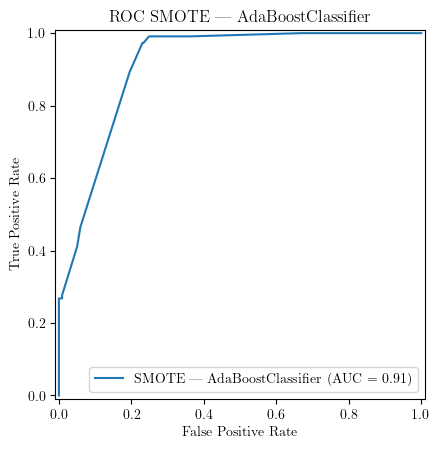 ROC SMOTE — AdaBoostClassifier
1.0
0.8
0.6
0.4
0.2
0.0
True Positive Rate
SMOTE — AdaBoostClassifier (AUC = 0.91)
0.0 0.2 0.4 0.6 0.8 1.0
False Positive Rate